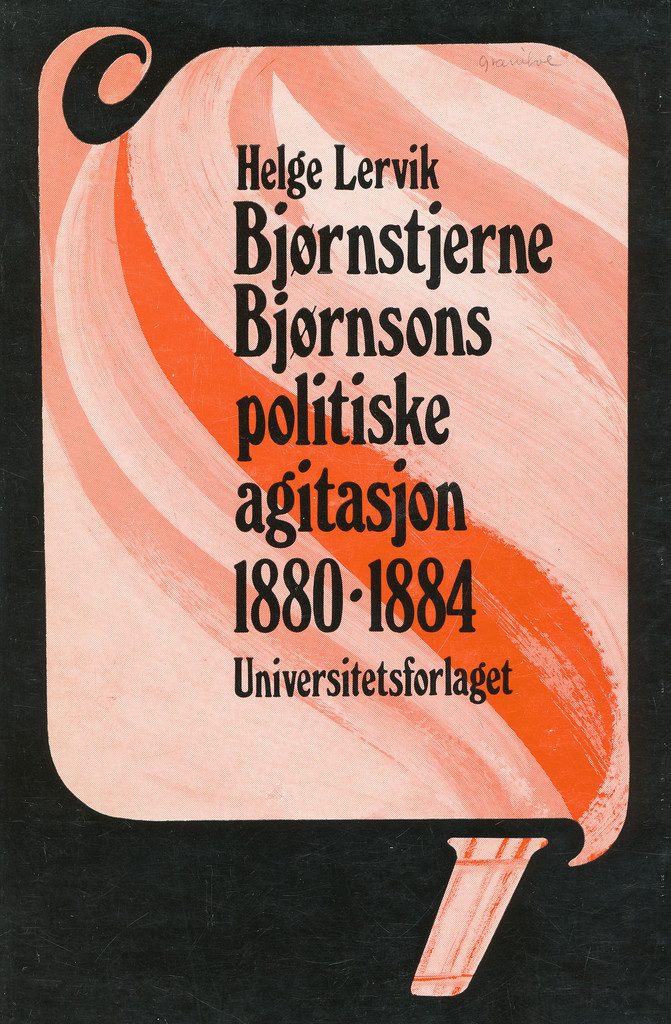 Helge Lervik
Bjørnstjerne
Bjørnsons
politiske
agitasjon
1880·1884
Universitetsforlaget